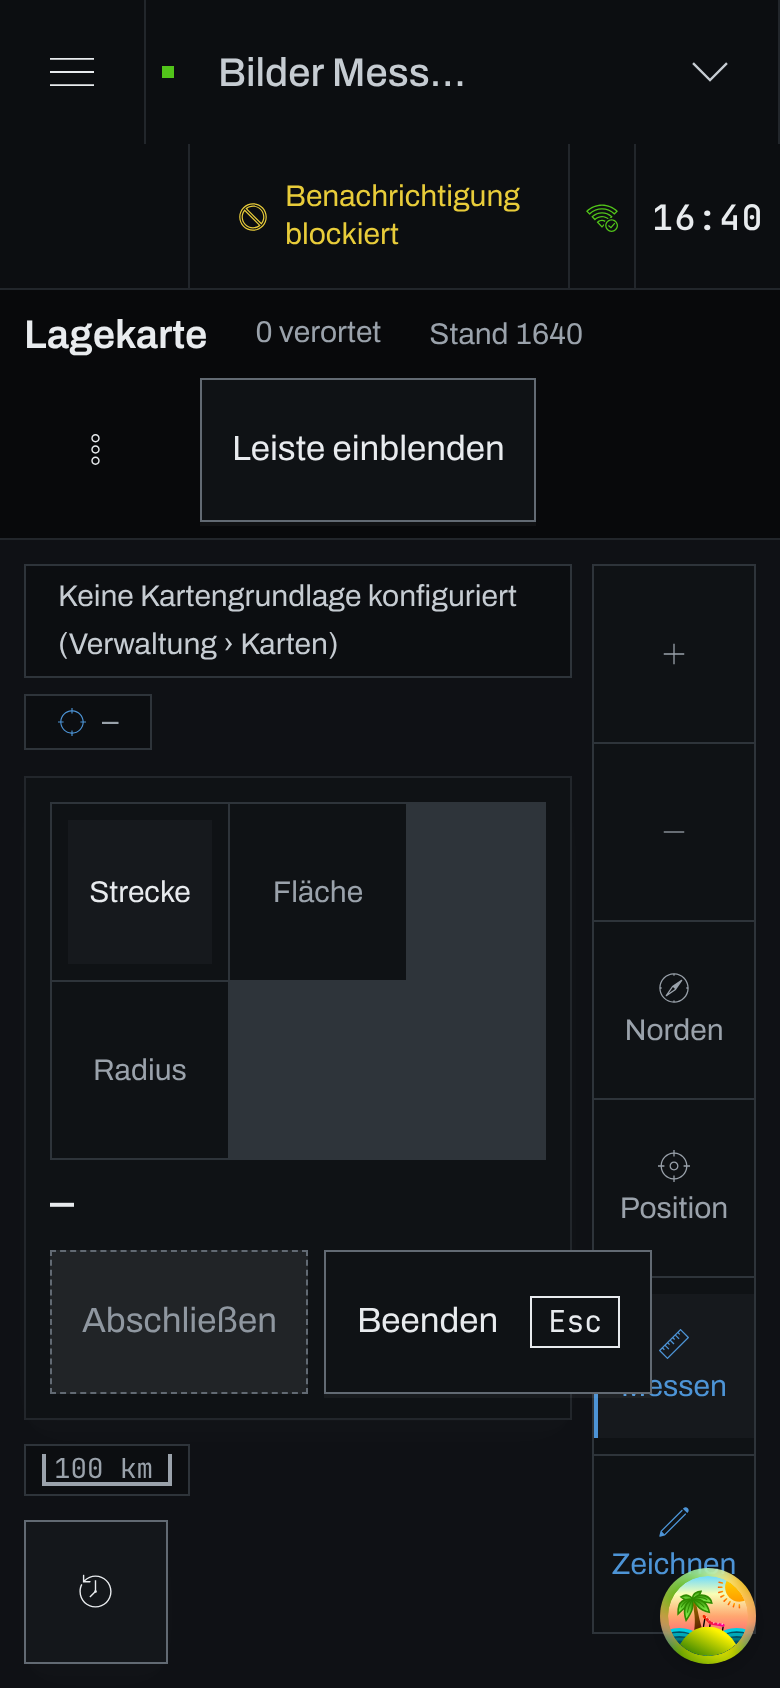 Bilder Mess...
Benachrichtigung
blockiert
16:40
Lagekarte 0 verortet Stand 1640
Leiste einblenden
Keine Kartengrundlage konfiguriert
(Verwaltung › Karten)
–
Strecke
Fläche
Radius
–
Abschließen
Beenden Esc
100 km
+
–
Norden
Position
Messen
Zeichnen